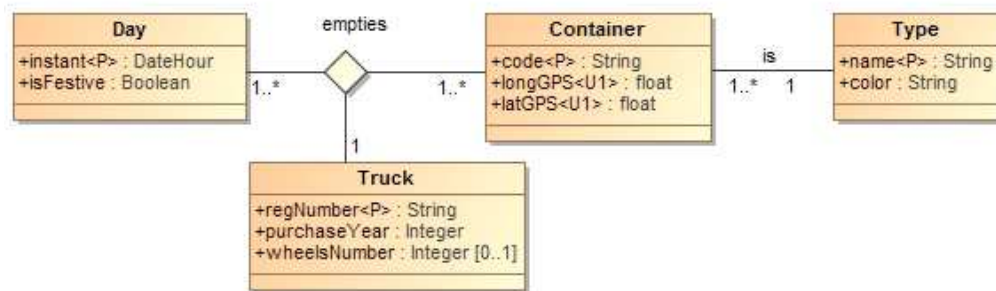 Day
+instant<P> : DateHour
+isFestive : Boolean
1..*
empties
1..*
Container
+code<P> : String
+longGPS<U1> : float
+latGPS<U1> : float
is
1..*
1
Type
+name<P> : String
+color : String
1
Truck
+regNumber<P> : String
+purchaseYear : Integer
+wheelsNumber : Integer [0..1]